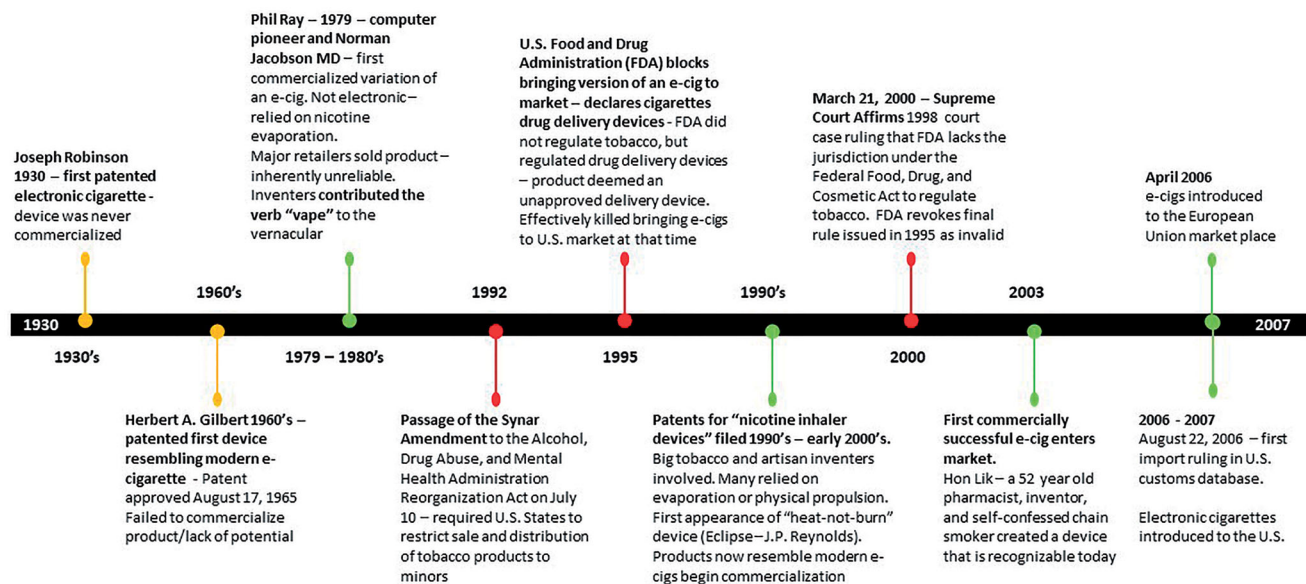 Joseph Robinson
1930 – first patented
electronic cigarette -
device was never
commercialized
Phil Ray – 1979 – computer
pioneer and Norman
Jacobson MD – first
commercialized variation of
an e-cig. Not electronic –
relied on nicotine
evaporation.
Major retailers sold product –
inherently unreliable.
Inventers contributed the
verb "vape" to the
vernacular
U.S. Food and Drug
Administration (FDA) blocks
bringing version of an e-cig to
market – declares cigarettes
drug delivery devices - FDA did
not regulate tobacco, but
regulated drug delivery devices
– product deemed an
unapproved delivery device.
Effectively killed bringing e-cigs
to U.S. market at that time
March 21, 2000 – Supreme
Court Affirms 1998 court
case ruling that FDA lacks the
jurisdiction under the
Federal Food, Drug, and
Cosmetic Act to regulate
tobacco. FDA revokes final
rule issued in 1995 as invalid
April 2006
e-cigs introduced
to the European
Union market place
1960's
1992
1990's
2003
1930
2007
1930's
1979 – 1980's
1995
2000
Herbert A. Gilbert 1960's –
patented first device
resembling modern e-
cigarette - Patent
approved August 17, 1965
Failed to commercialize
product/lack of potential
Passage of the Synar
Amendment to the Alcohol,
Drug Abuse, and Mental
Health Administration
Reorganization Act on July
10 – required U.S. States to
restrict sale and distribution
of tobacco products to
minors
Patents for "nicotine inhaler
devices" filed 1990's – early 2000's.
Big tobacco and artisan inventers
involved. Many relied on
evaporation or physical propulsion.
First appearance of "heat-not-burn"
device (Eclipse – J.P. Reynolds).
Products now resemble modern e-
cigs begin commercialization
First commercially
successful e-cig enters
market.
Hon Lik – a 52 year old
pharmacist, inventor,
and self-confessed chain
smoker created a device
that is recognizable today
2006 - 2007
August 22, 2006 – first
import ruling in U.S.
customs database.
Electronic cigarettes
introduced to the U.S.